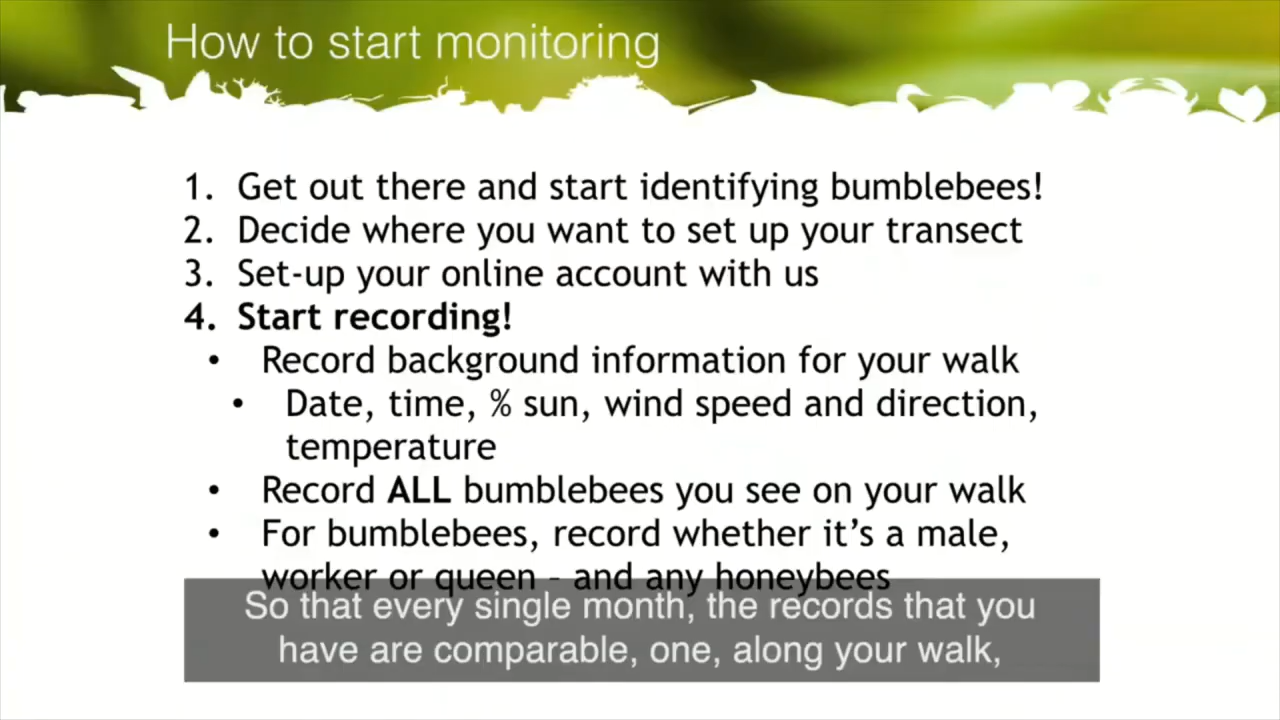 How to start monitoring
1. Get out there and start identifying bumblebees!
2. Decide where you want to set up your transect
3. Set-up your online account with us
4. Start recording!
• Record background information for your walk
• Date, time, % sun, wind speed and direction,
temperature
• Record ALL bumblebees you see on your walk
• For bumblebees, record whether it’s a male,
worker or queen – and any honeybees
So that every single month, the records that you
have are comparable, one, along your walk,